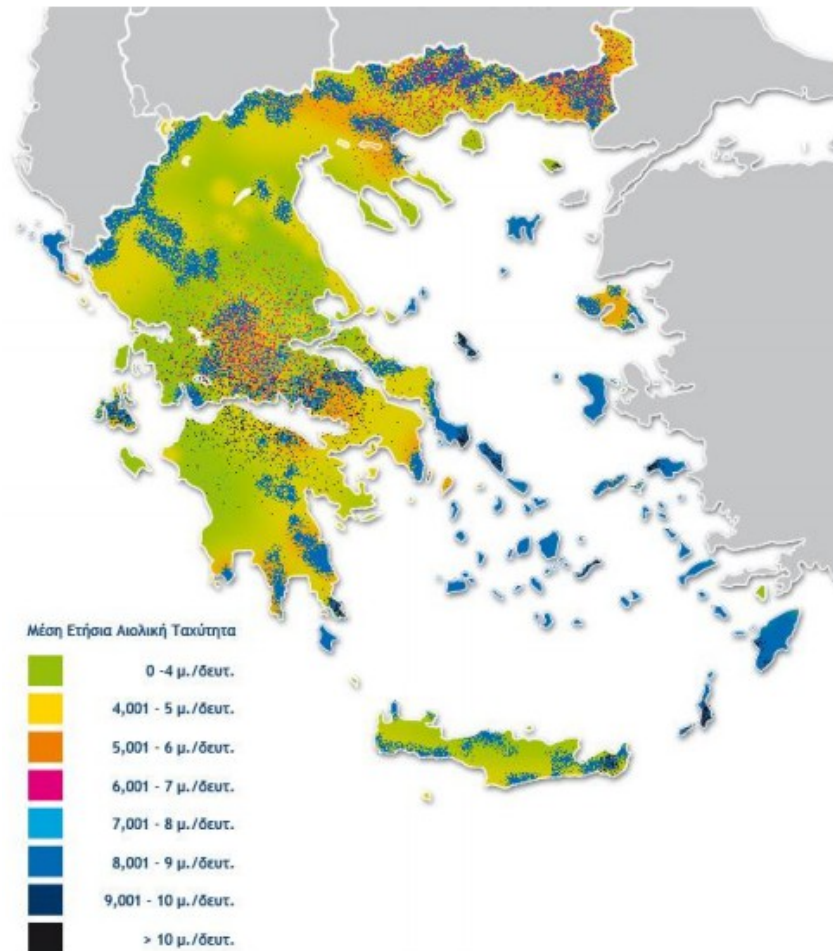 Μέση Ετήσια Αιολική Ταχύτητα
0 -4 μ./δευτ.
4,001 - 5 μ./δευτ.
5,001 - 6 μ./δευτ.
6,001 - 7 μ./δευτ.
7,001 - 8 μ./δευτ.
8,001 - 9 μ./δευτ.
9,001 - 10 μ./δευτ.
> 10 μ./δευτ.